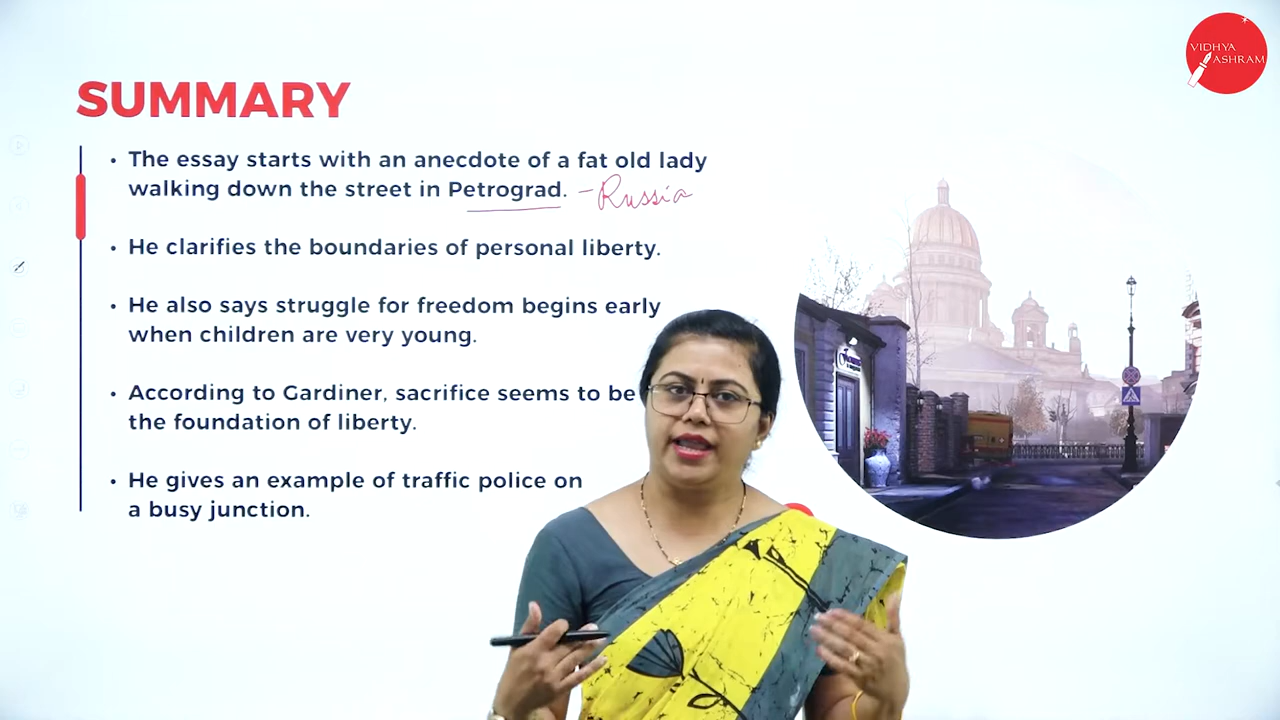 VIDHYA
ASHRAM
SUMMARY
• The essay starts with an anecdote of a fat old lady
walking down the street in Petrograd. - Russia
• He clarifies the boundaries of personal liberty.
• He also says struggle for freedom begins early
when children are very young.
• According to Gardiner, sacrifice seems to be
the foundation of liberty.
• He gives an example of traffic police on
a busy junction.